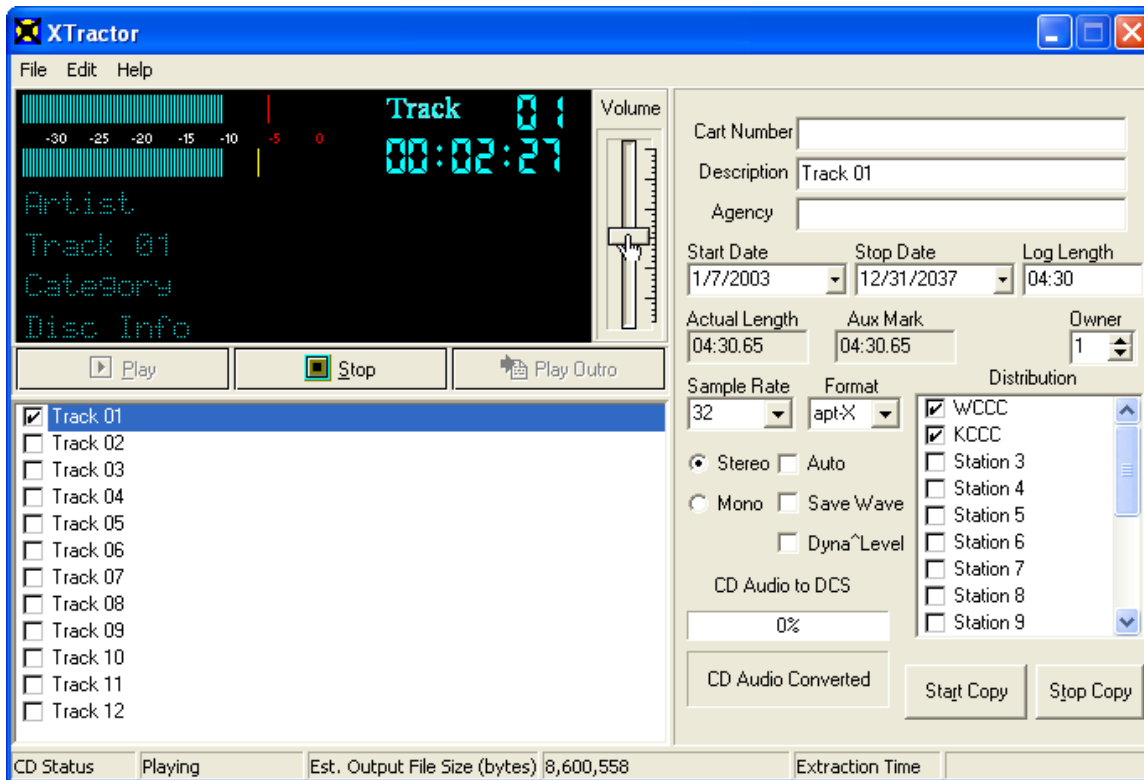 XTractor
File Edit Help
Track 01
-30 -25 -20 -15 -10 -5 0
00:02:27
Artist
Track 01
Category
Disc Info
Volume
Play Stop Play Outro
Track 01
Track 02
Track 03
Track 04
Track 05
Track 06
Track 07
Track 08
Track 09
Track 10
Track 11
Track 12
Cart Number
Description Track 01
Agency
Start Date Stop Date Log Length
1/7/2003 12/31/2037 04:30
Actual Length Aux Mark Owner
04:30.65 04:30.65 1
Sample Rate Format Distribution
32 apt-X
Stereo Auto
Mono Save Wave
Dyna^Level
WCCC
KCCC
Station 3
Station 4
Station 5
Station 6
Station 7
Station 8
Station 9
CD Audio to DCS
0%
CD Audio Converted
Start Copy Stop Copy
CD Status Playing Est. Output File Size (bytes) 8,600,558 Extraction Time